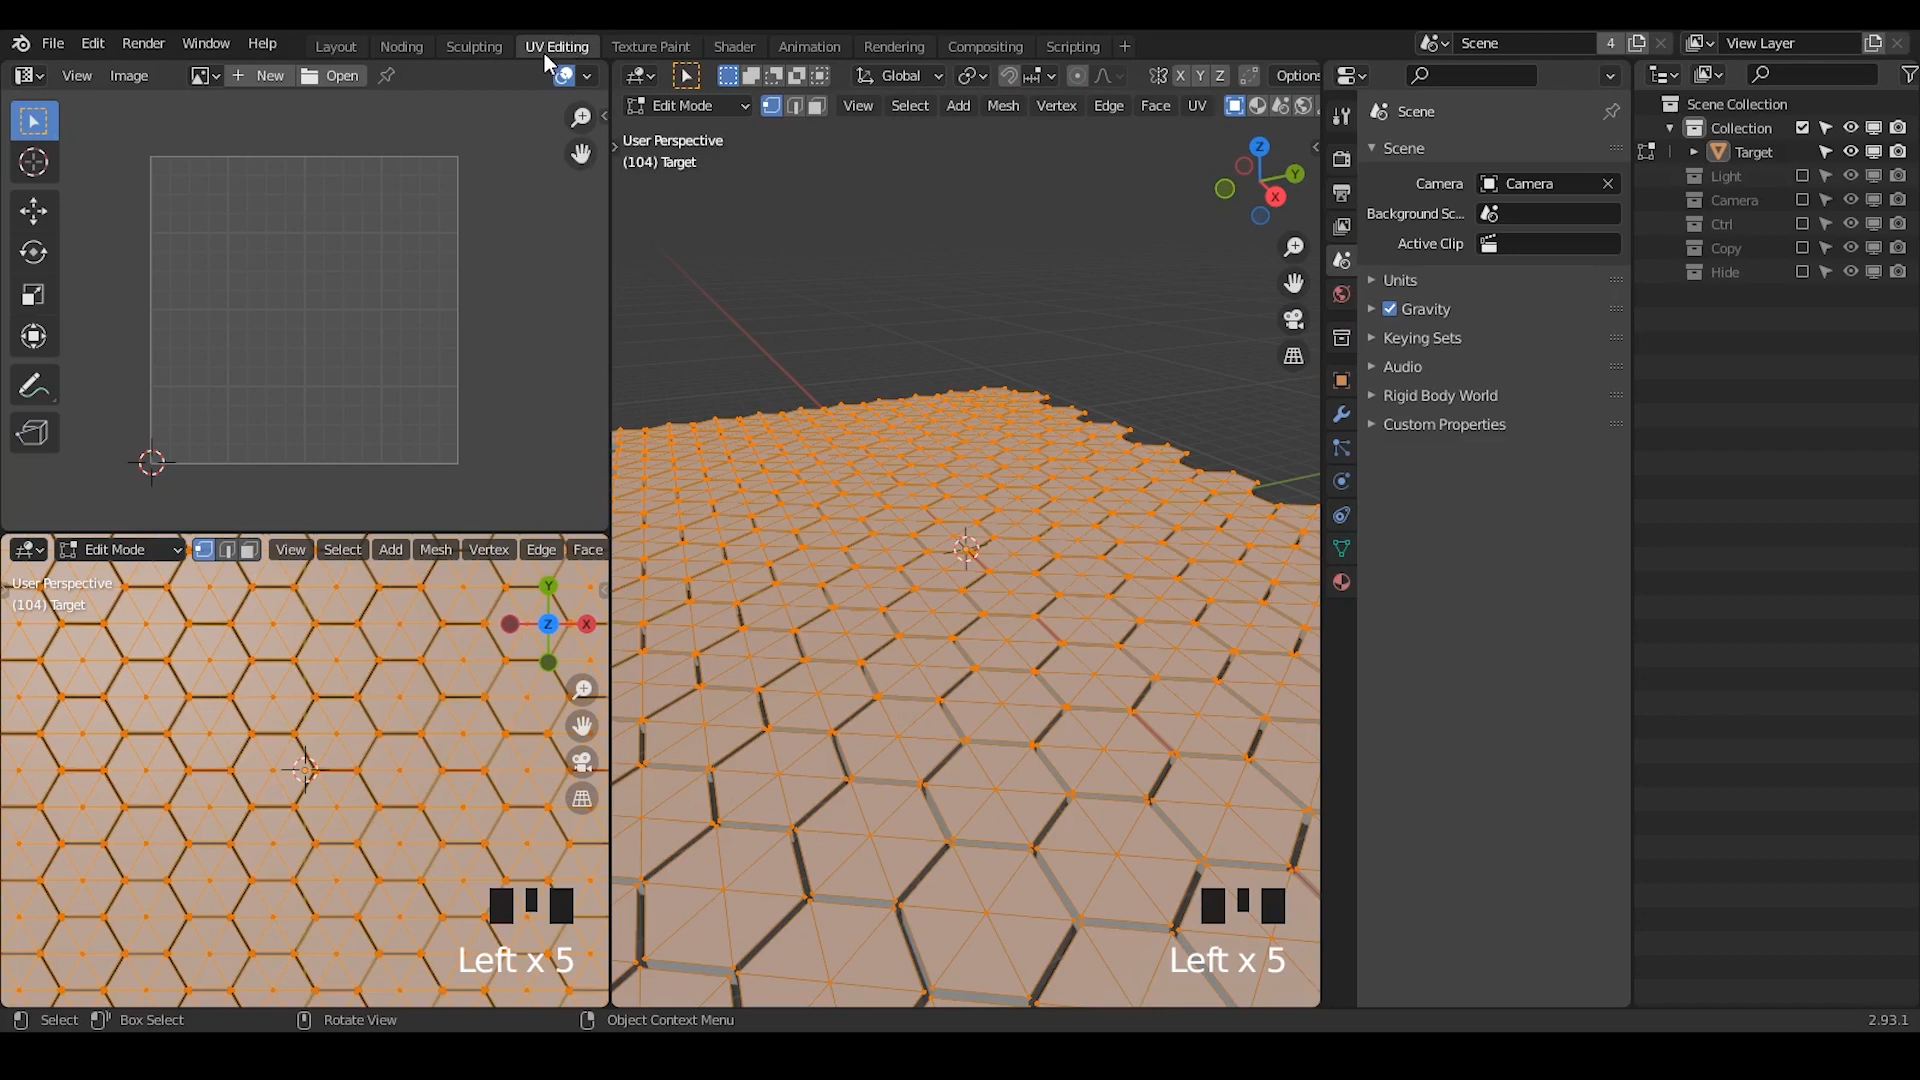 File Edit Render Window Help Layout Noding Sculpting UV Editing Texture Paint Shader Animation Rendering Compositing Scripting + Scene 4 View Layer
View Image + New Open Global X Y Z Options
Edit Mode View Select Add Mesh Vertex Edge Face UV
User Perspective
(104) Target
Z
Y
X
Scene
Scene
Camera Camera
Background Sc...
Active Clip
Units
Gravity
Keying Sets
Audio
Rigid Body World
Custom Properties
Scene Collection
Collection
Target
Light
Camera
Ctrl
Copy
Hide
Edit Mode View Select Add Mesh Vertex Edge Face
User Perspective
(104) Target
Y
Z X
Left x 5
Left x 5
Select Box Select Rotate View Object Context Menu 2.93.1